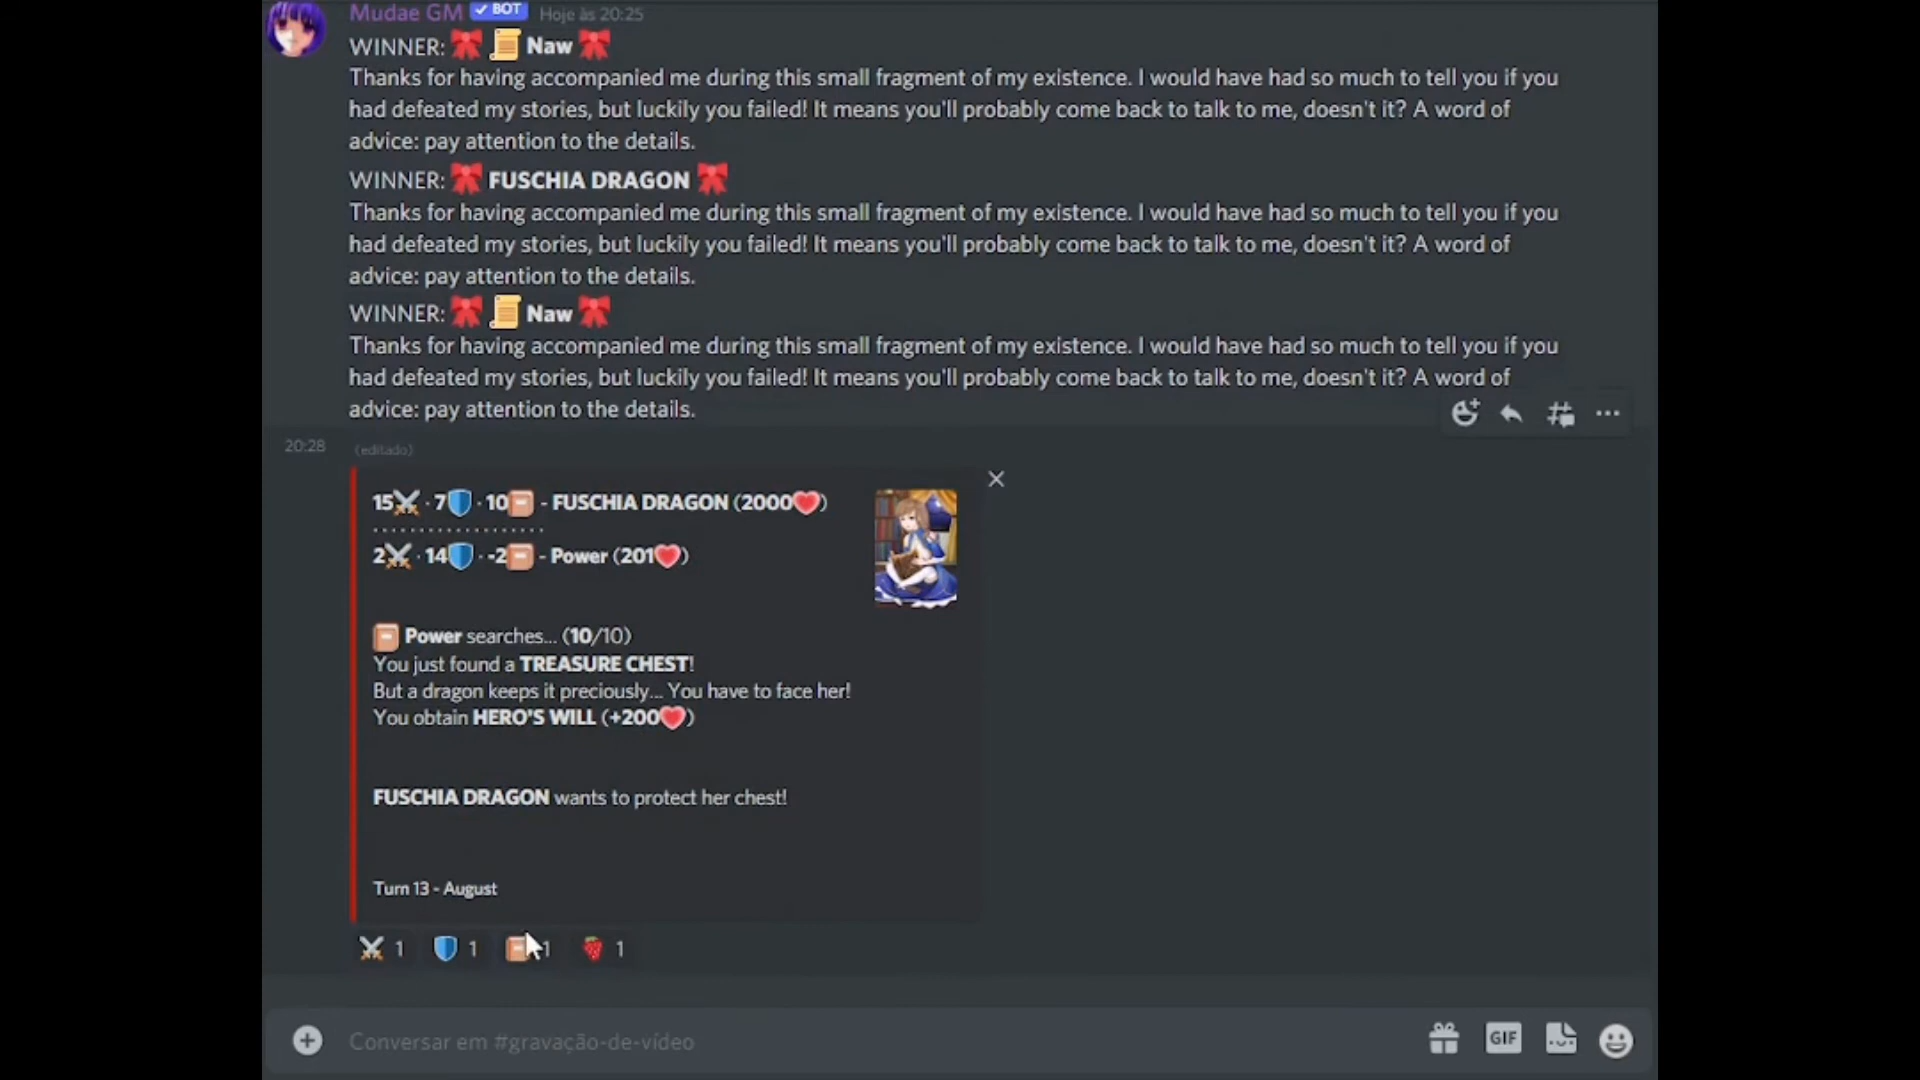 Mudae GM BOT Hoje às 20:25
WINNER: Naw
Thanks for having accompanied me during this small fragment of my existence. I would have had so much to tell you if you
had defeated my stories, but luckily you failed! It means you'll probably come back to talk to me, doesn't it? A word of
advice: pay attention to the details.
WINNER: FUSCHIA DRAGON
Thanks for having accompanied me during this small fragment of my existence. I would have had so much to tell you if you
had defeated my stories, but luckily you failed! It means you'll probably come back to talk to me, doesn't it? A word of
advice: pay attention to the details.
WINNER: Naw
Thanks for having accompanied me during this small fragment of my existence. I would have had so much to tell you if you
had defeated my stories, but luckily you failed! It means you'll probably come back to talk to me, doesn't it? A word of
advice: pay attention to the details.
20:28 (editado)
15 · 7 · 10 - FUSCHIA DRAGON (2000)
2 · 14 · -2 - Power (201)
Power searches... (10/10)
You just found a TREASURE CHEST!
But a dragon keeps it preciously... You have to face her!
You obtain HERO'S WILL (+200)
FUSCHIA DRAGON wants to protect her chest!
Turn 13 - August
1 1 1 1
Conversar em #gravação-de-vídeo GIF